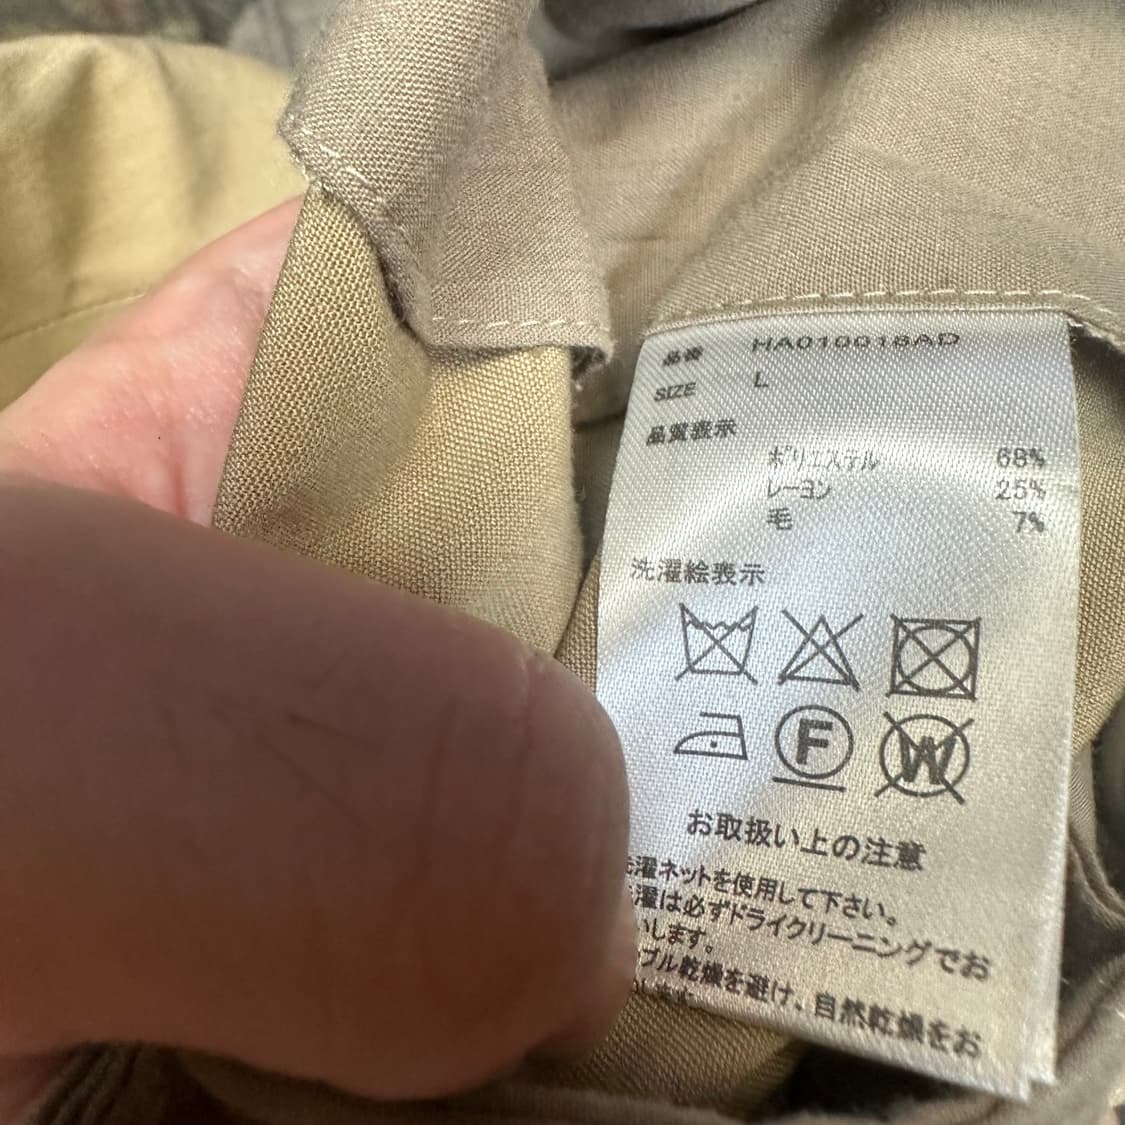 品番 HA010018AD
SIZE L
品質表示
ポリエステル 68%
レーヨン 25%
毛 7%
洗濯絵表示
F
W
お取扱い上の注意
濯ネットを使用して下さい。
濯は必ずドライクリーニングでお
いします。
ブル乾燥を避け、自然乾燥をお